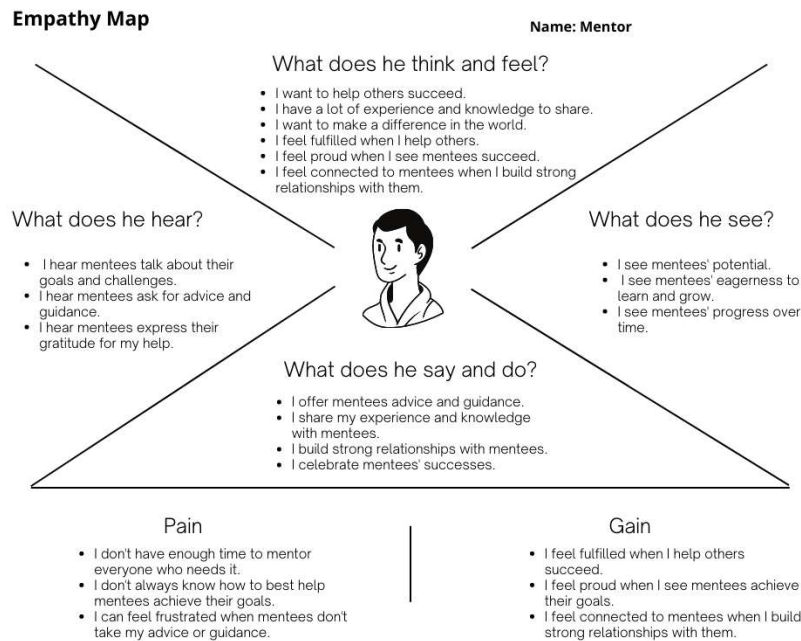 Empathy Map
Name: Mentor
What does he think and feel?
• I want to help others succeed.
• I have a lot of experience and knowledge to share.
• I want to make a difference in the world.
• I feel fulfilled when I help others.
• I feel proud when I see mentees succeed.
• I feel connected to mentees when I build strong
relationships with them.
What does he hear?
• I hear mentees talk about their
goals and challenges.
• I hear mentees ask for advice and
guidance.
• I hear mentees express their
gratitude for my help.
What does he see?
• I see mentees' potential.
• I see mentees' eagerness to
learn and grow.
• I see mentees' progress over
time.
What does he say and do?
• I offer mentees advice and guidance.
• I share my experience and knowledge
with mentees.
• I build strong relationships with mentees.
• I celebrate mentees' successes.
Pain
• I don't have enough time to mentor
everyone who needs it.
• I don't always know how to best help
mentees achieve their goals.
• I can feel frustrated when mentees don't
take my advice or guidance.
Gain
• I feel fulfilled when I help others
succeed.
• I feel proud when I see mentees achieve
their goals.
• I feel connected to mentees when I build
strong relationships with them.